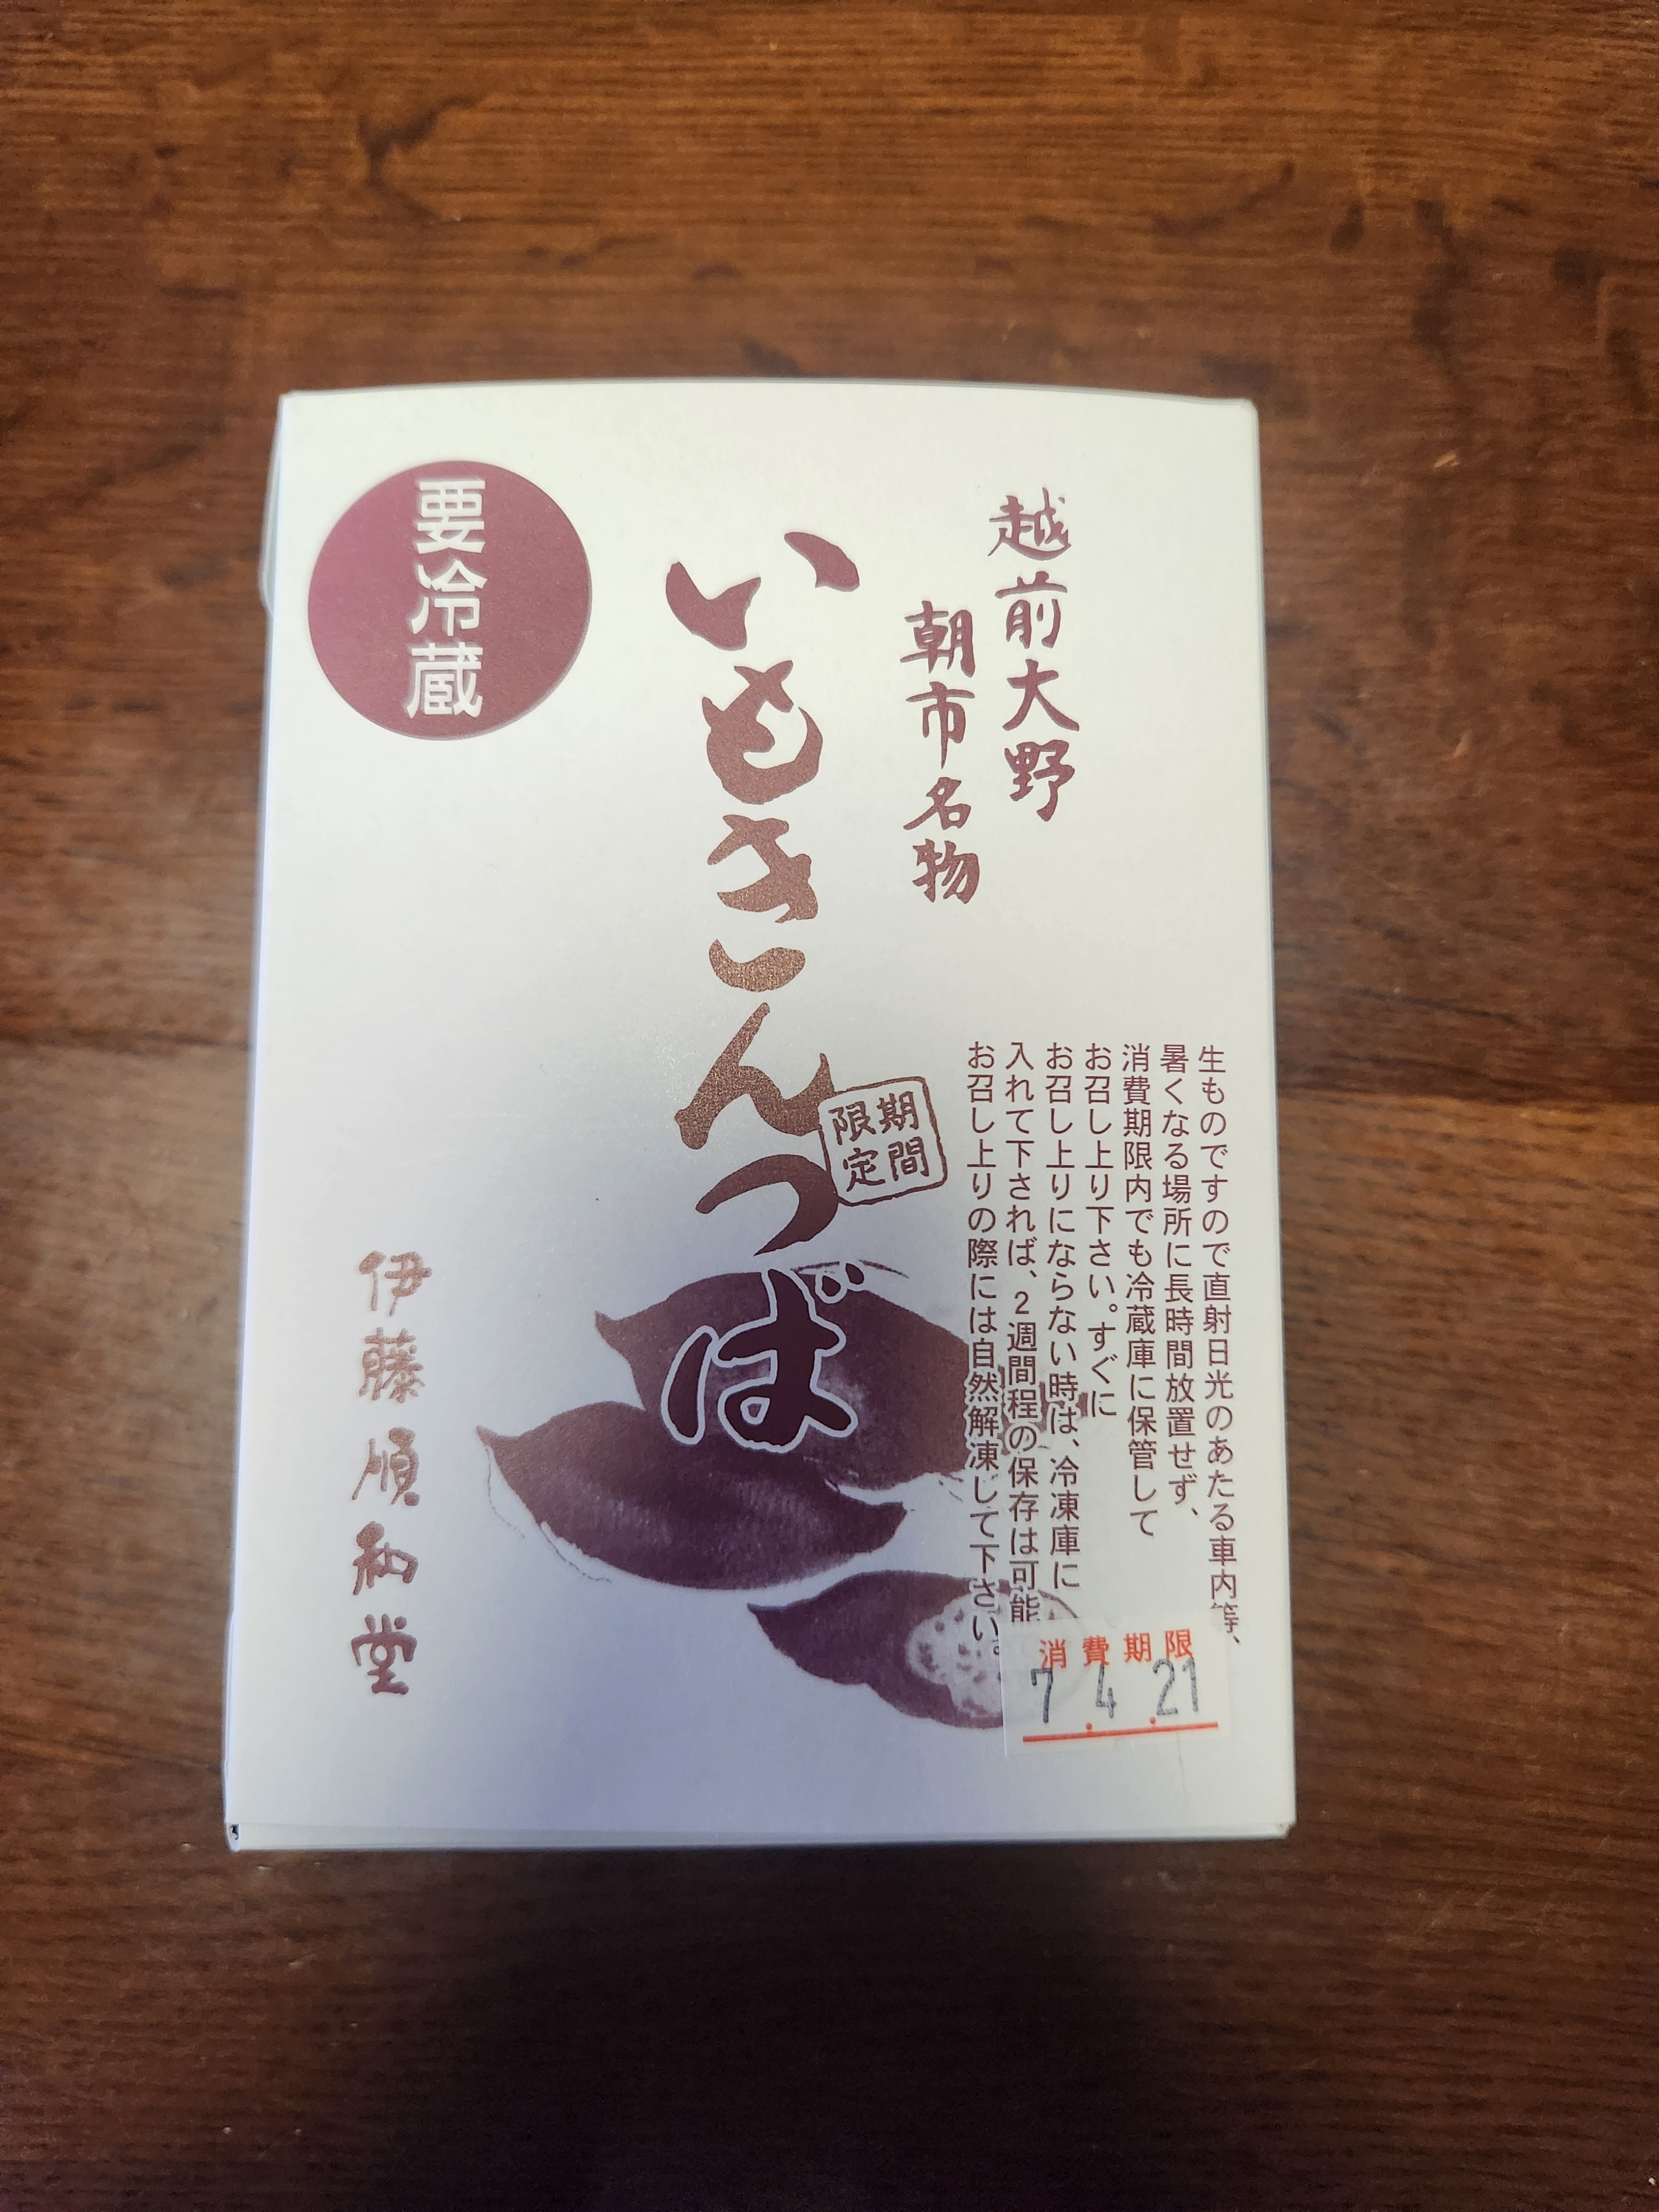 越前大野
朝市名物
いもきんつば
期間
限定
要冷蔵
生ものですので直射日光のあたる車内等、
暑くなる場所に長時間放置せず、
消費期限内でも冷蔵庫に保管して
お召し上り下さい。すぐに
お召し上りにならない時は、冷凍庫に
入れて下されば、2週間程の保存は可能
お召し上りの際には自然解凍して下さい。
伊藤順和堂
消費期限
7.4.21